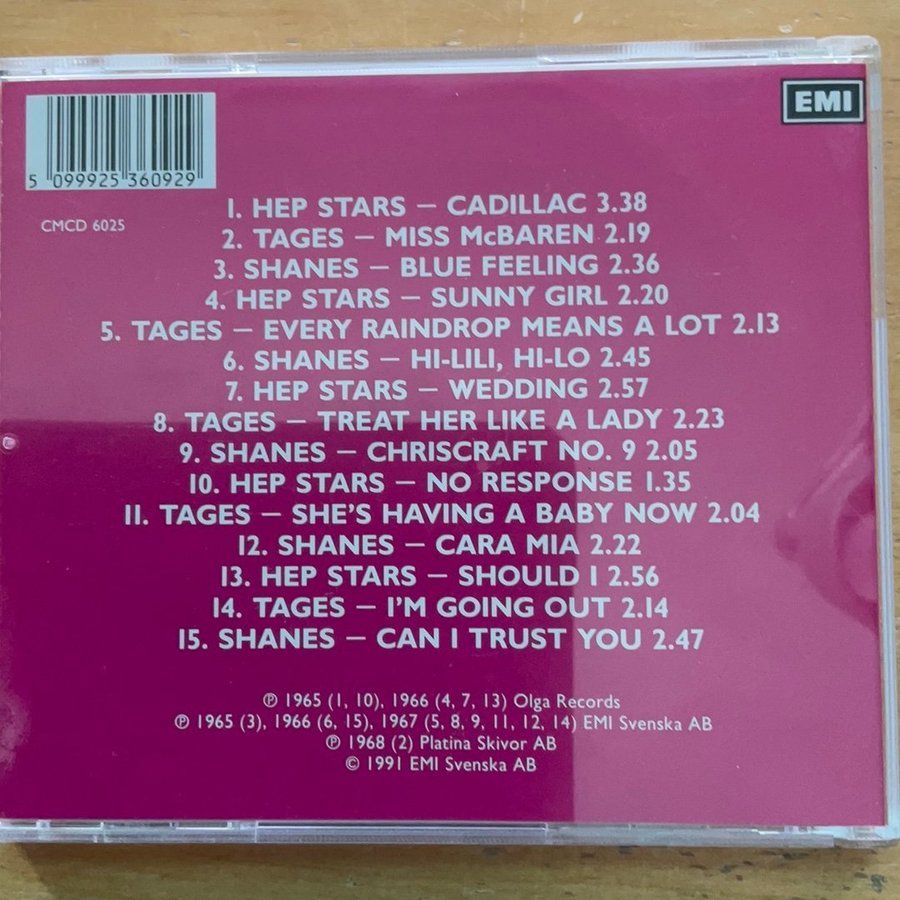 EMI
5 099925 360929
CMCD 6025
1. HEP STARS – CADILLAC 3.38
2. TAGES – MISS McBAREN 2.19
3. SHANES – BLUE FEELING 2.36
4. HEP STARS – SUNNY GIRL 2.20
5. TAGES – EVERY RAINDROP MEANS A LOT 2.13
6. SHANES – HI-LILI, HI-LO 2.45
7. HEP STARS – WEDDING 2.57
8. TAGES – TREAT HER LIKE A LADY 2.23
9. SHANES – CHRISCRAFT NO. 9 2.05
10. HEP STARS – NO RESPONSE 1.35
11. TAGES – SHE'S HAVING A BABY NOW 2.04
12. SHANES – CARA MIA 2.22
13. HEP STARS – SHOULD I 2.56
14. TAGES – I'M GOING OUT 2.14
15. SHANES – CAN I TRUST YOU 2.47
℗ 1965 (1, 10), 1966 (4, 7, 13) Olga Records
℗ 1965 (3), 1966 (6, 15), 1967 (5, 8, 9, 11, 12, 14) EMI Svenska AB
℗ 1968 (2) Platina Skivor AB
© 1991 EMI Svenska AB